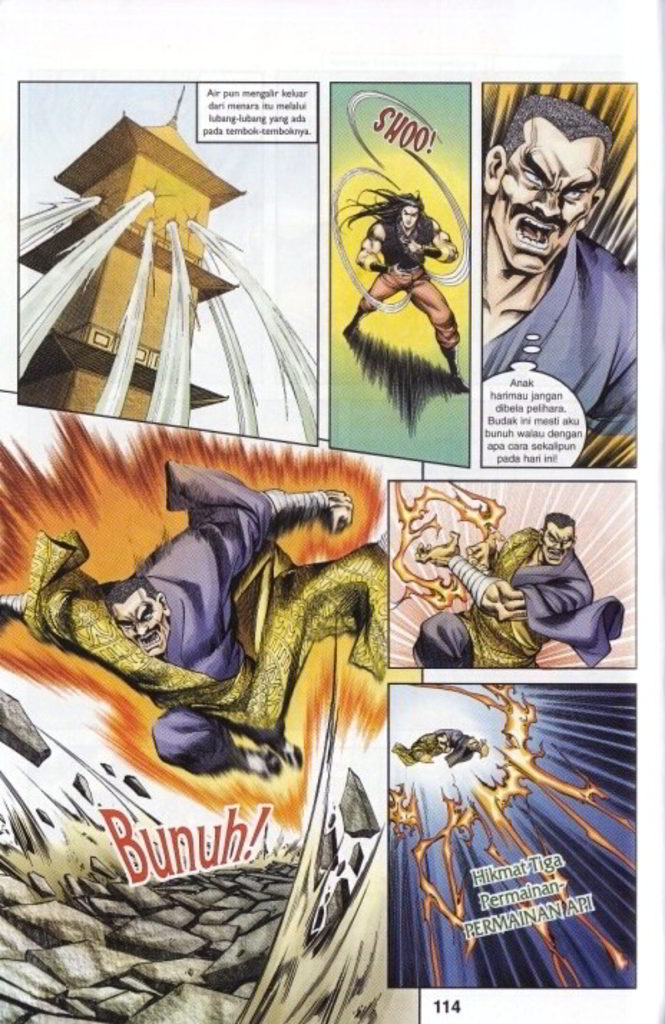 Air pun mengalir keluar
dari menara itu melalui
lubang-lubang yang ada
pada tembok-temboknya.
SHOO!
Anak
harimau jangan
dibela pelihara.
Budak ini mesti aku
bunuh walau dengan
apa cara sekalipun
pada hari ini!
Bunuh!
Hikmat Tiga
Permainan-
PERMAINAN API
114